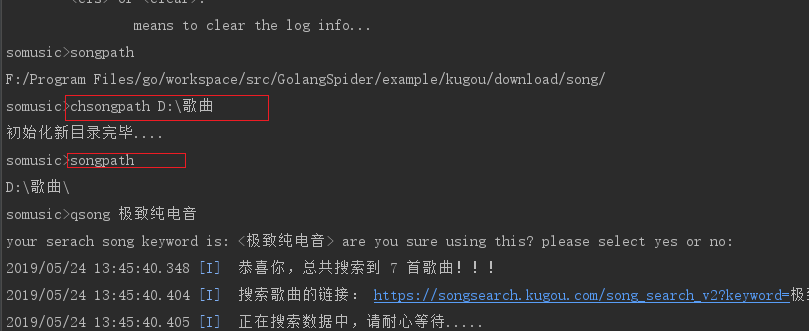 <cls> or <clear>:
means to clear the log info...
somusic>songpath
F:/Program Files/go/workspace/src/GolangSpider/example/kugou/download/song/
somusic>chsongpath D:\歌曲
初始化新目录完毕....
somusic>songpath
D:\歌曲\
somusic>qsong 极致纯电音
your serach song keyword is: <极致纯电音> are you sure using this? please select yes or no:
2019/05/24 13:45:40.348 [I] 恭喜你，总共搜索到 7 首歌曲！！！
2019/05/24 13:45:40.404 [I] 搜索歌曲的链接： https://songsearch.kugou.com/song_search_v2?keyword=极
2019/05/24 13:45:40.405 [I] 正在搜索数据中，请耐心等待.....